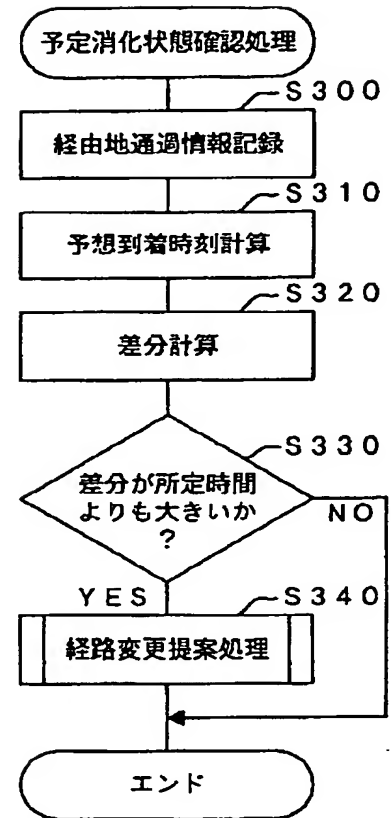 予定消化状態確認処理
S300
経由地通過情報記録
S310
予想到着時刻計算
S320
差分計算
S330
差分が所定時間
よりも大きいか
？
NO
YES
S340
経路変更提案処理
エンド